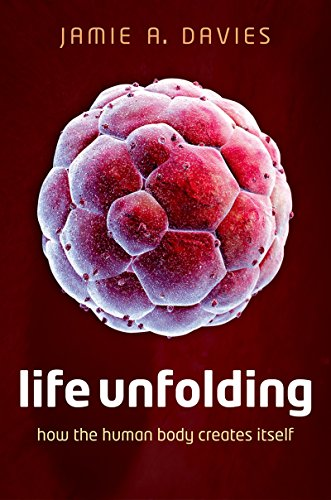 JAMIE A. DAVIES
life unfolding
how the human body creates itself